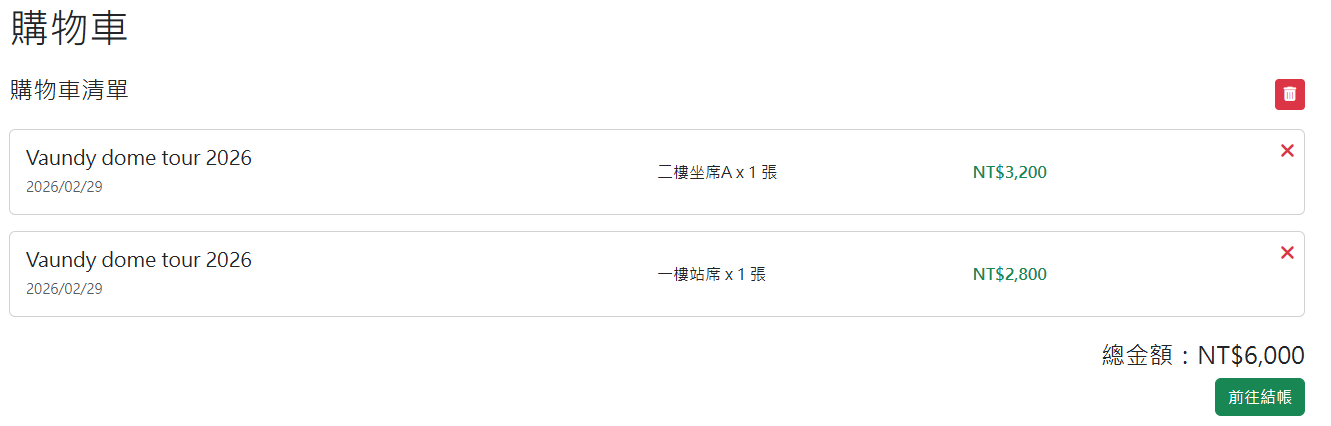 購物車
購物車清單
Vaundy dome tour 2026
2026/02/29
二樓坐席A x 1 張
NT$3,200
Vaundy dome tour 2026
2026/02/29
一樓站席 x 1 張
NT$2,800
總金額：NT$6,000
前往結帳